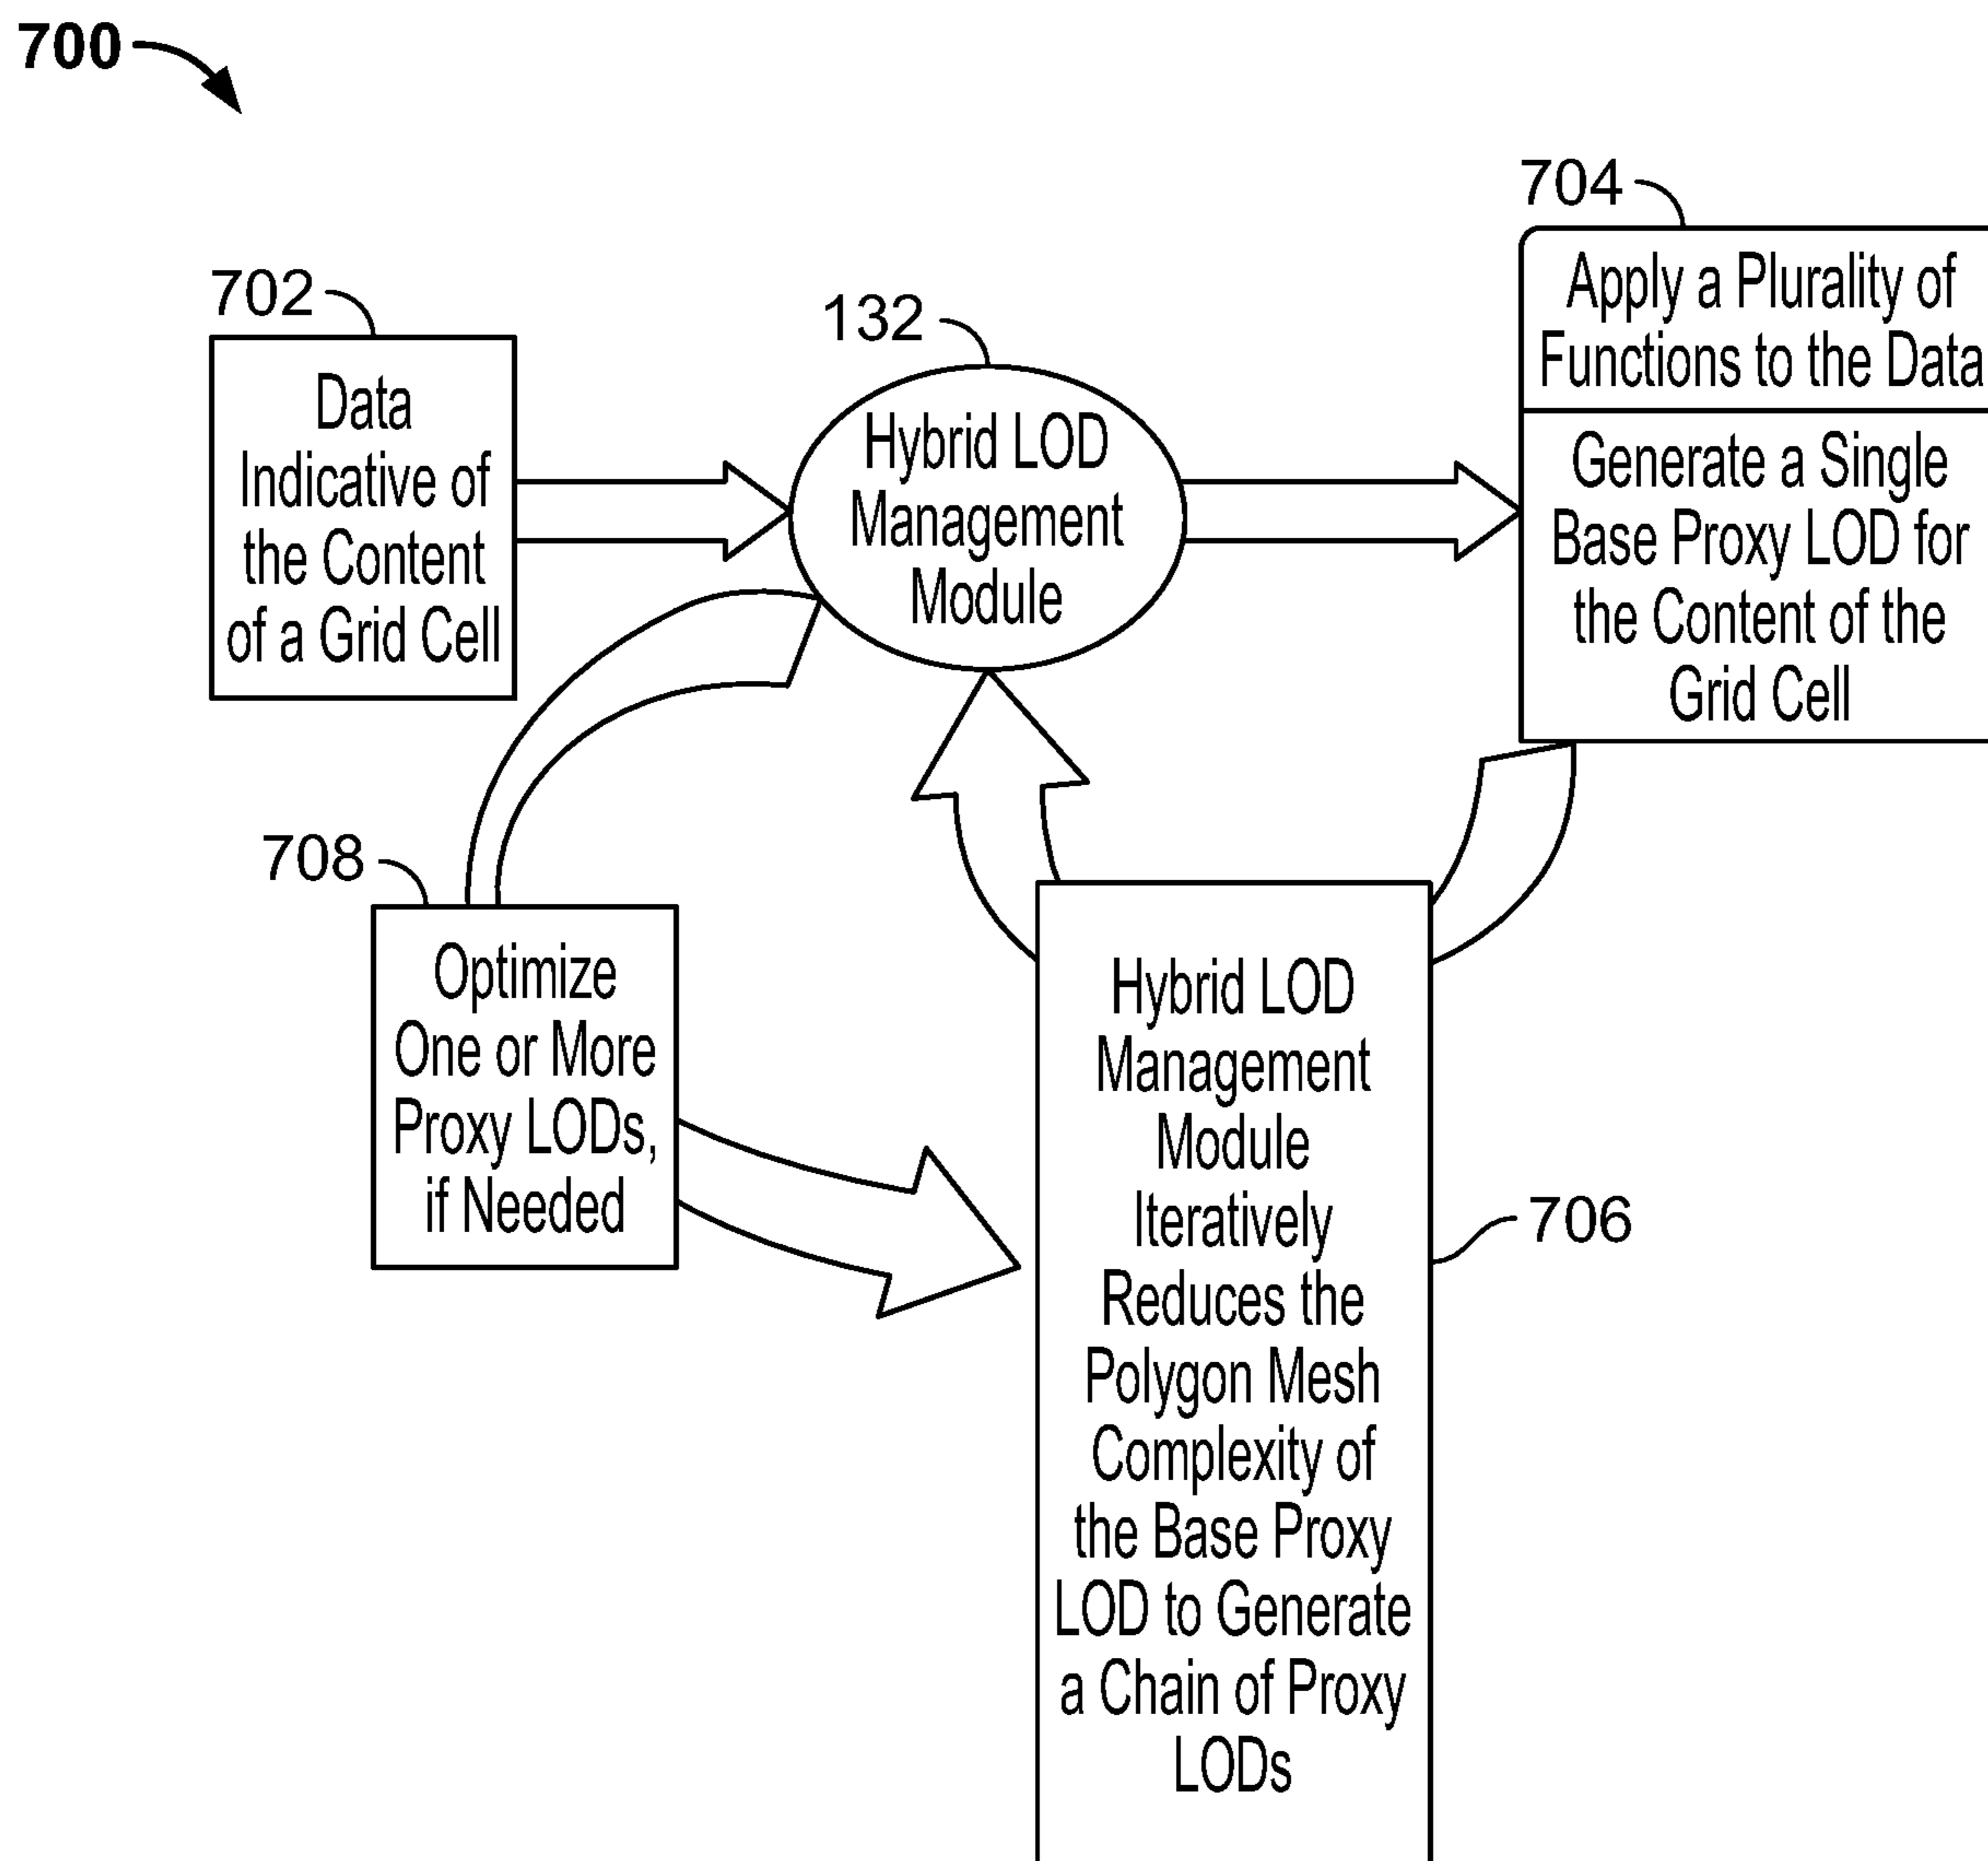 700
702
Data
Indicative of
the Content
of a Grid Cell
132
Hybrid LOD
Management
Module
704
Apply a Plurality of
Functions to the Data
Generate a Single
Base Proxy LOD for
the Content of the
Grid Cell
708
Optimize
One or More
Proxy LODs,
if Needed
Hybrid LOD
Management
Module
Iteratively
Reduces the
Polygon Mesh
Complexity of
the Base Proxy
LOD to Generate
a Chain of Proxy
LODs
706